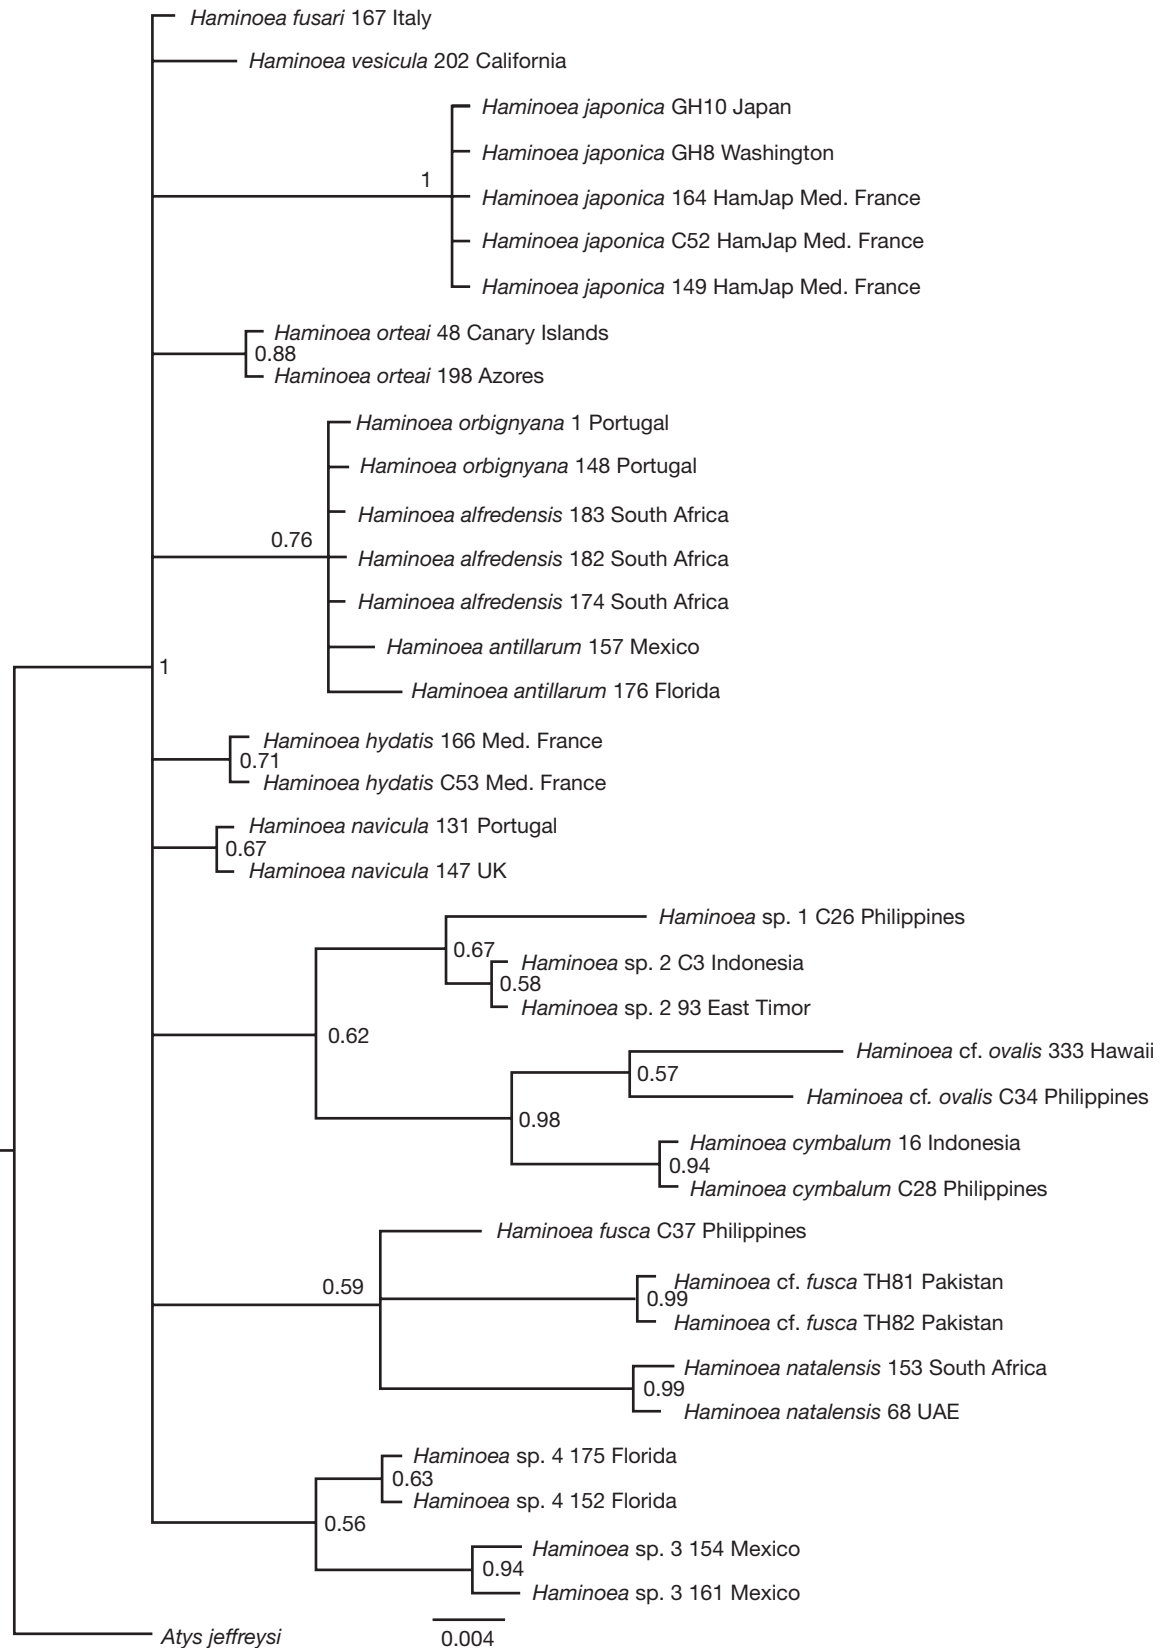 Haminoea fusari 167 Italy
Haminoea vesicula 202 California
Haminoea japonica GH10 Japan
Haminoea japonica GH8 Washington
1
Haminoea japonica 164 HamJap Med. France
Haminoea japonica C52 HamJap Med. France
Haminoea japonica 149 HamJap Med. France
Haminoea orteai 48 Canary Islands
0.88
Haminoea orteai 198 Azores
Haminoea orbignyana 1 Portugal
Haminoea orbignyana 148 Portugal
Haminoea alfredensis 183 South Africa
0.76
Haminoea alfredensis 182 South Africa
Haminoea alfredensis 174 South Africa
Haminoea antillarum 157 Mexico
1
Haminoea antillarum 176 Florida
Haminoea hydatis 166 Med. France
0.71
Haminoea hydatis C53 Med. France
Haminoea navicula 131 Portugal
0.67
Haminoea navicula 147 UK
Haminoea sp. 1 C26 Philippines
0.67
Haminoea sp. 2 C3 Indonesia
0.58
Haminoea sp. 2 93 East Timor
0.62
Haminoea cf. ovalis 333 Hawaii
0.57
Haminoea cf. ovalis C34 Philippines
0.98
Haminoea cymbalum 16 Indonesia
0.94
Haminoea cymbalum C28 Philippines
Haminoea fusca C37 Philippines
0.59
Haminoea cf. fusca TH81 Pakistan
0.99
Haminoea cf. fusca TH82 Pakistan
Haminoea natalensis 153 South Africa
0.99
Haminoea natalensis 68 UAE
Haminoea sp. 4 175 Florida
0.63
Haminoea sp. 4 152 Florida
0.56
Haminoea sp. 3 154 Mexico
0.94
Haminoea sp. 3 161 Mexico
Atys jeffreysi
0.004